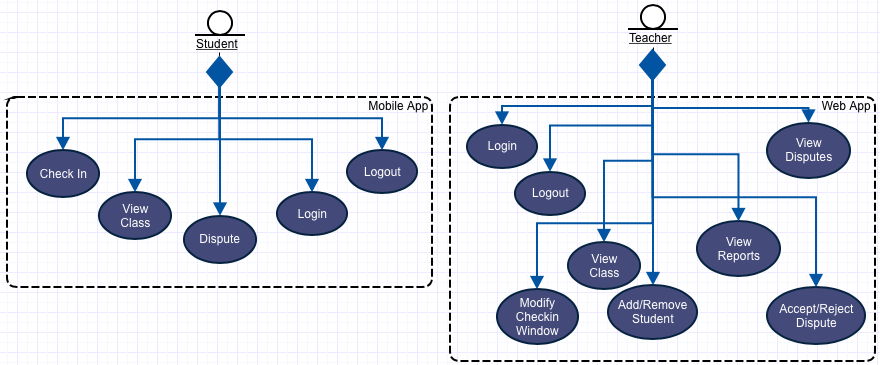 Student
Mobile App
Check In
View
Class
Dispute
Login
Logout
Teacher
Web App
Login
Logout
View
Class
Modify
Checkin
Window
Add/Remove
Student
View
Reports
View
Disputes
Accept/Reject
Dispute